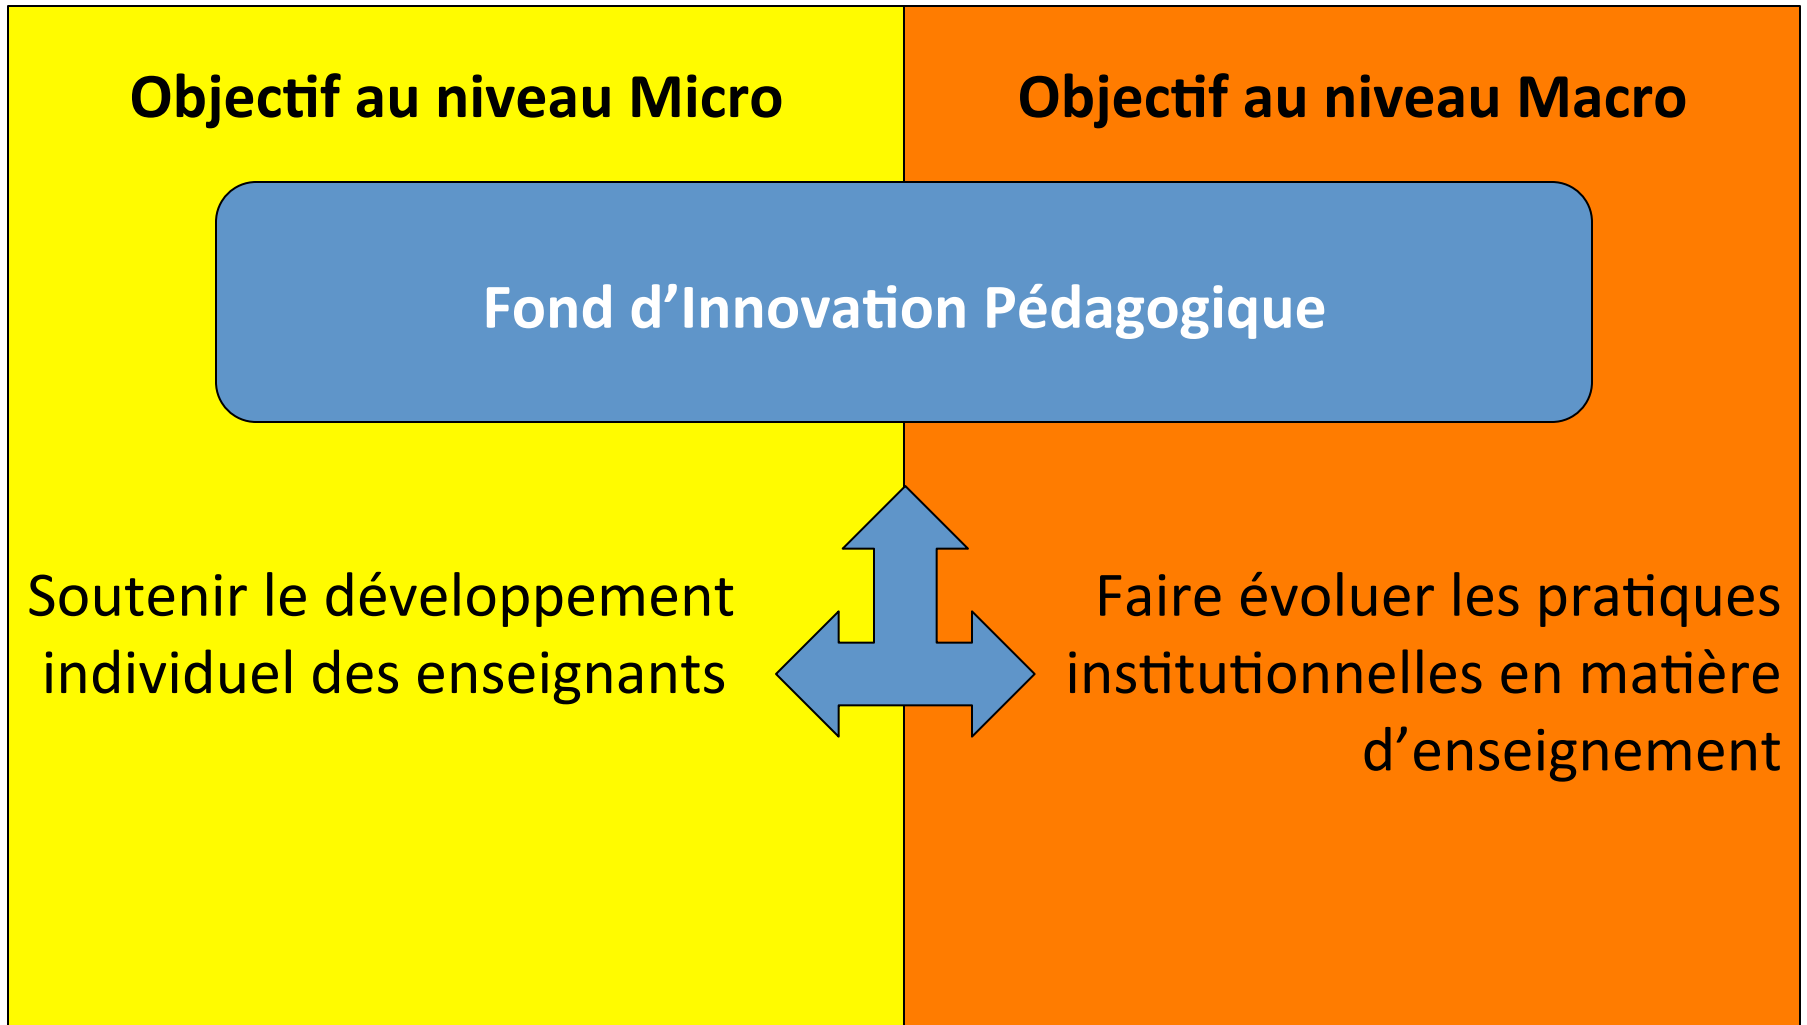 Objectif au niveau Micro
Objectif au niveau Macro
Fond d’Innovation Pédagogique
Soutenir le développement
individuel des enseignants
Faire évoluer les pratiques
institutionnelles en matière
d’enseignement